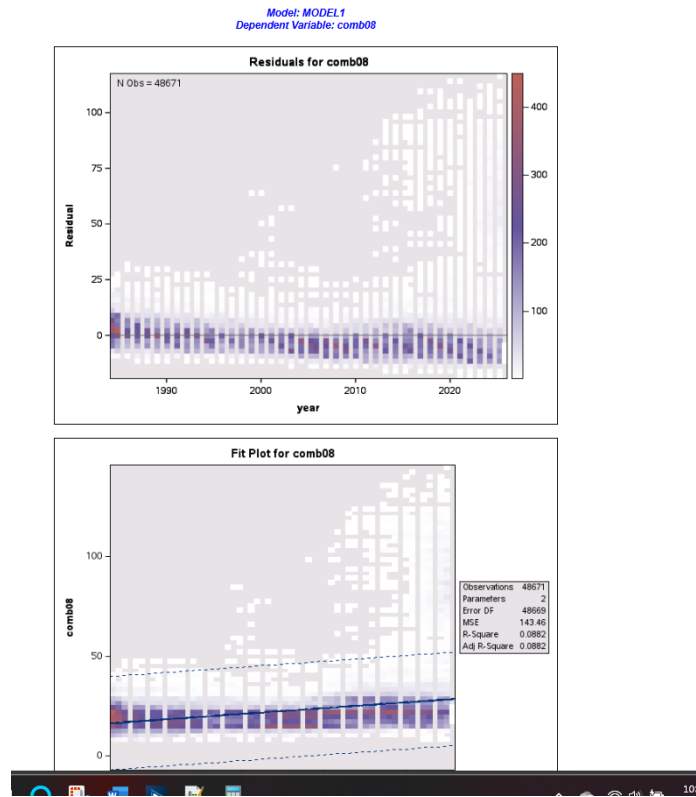 Model: MODEL1
Dependent Variable: comb08
Residuals for comb08
N Obs = 48671
Residual
100
75
50
25
0
400
300
200
100
1990 2000 2010 2020
year
Fit Plot for comb08
comb08
100
50
0
Observations 48671
Parameters 2
Error DF 48669
MSE 143.46
R-Square 0.0882
Adj R-Square 0.0882
W
10